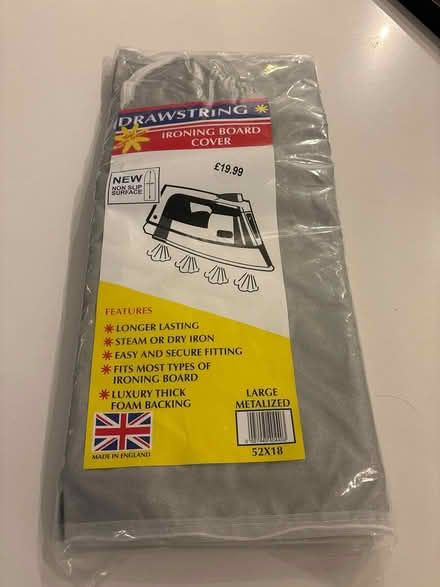 DRAWSTRING
IRONING BOARD
COVER
£19.99
NEW
NON SLIP
SURFACE
FEATURES
LONGER LASTING
STEAM OR DRY IRON
EASY AND SECURE FITTING
FITS MOST TYPES OF
IRONING BOARD
LUXURY THICK
FOAM BACKING
LARGE
METALIZED
MADE IN ENGLAND
52X18